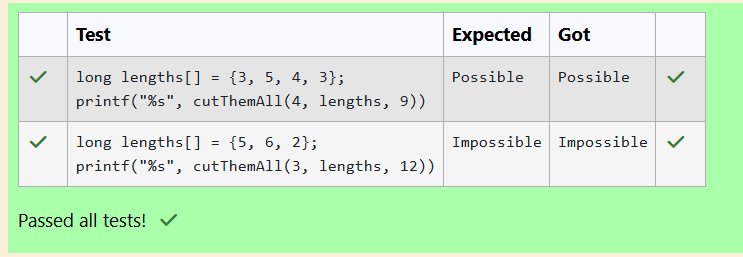 Test Expected Got
long lengths[] = {3, 5, 4, 3}; Possible Possible
printf("%s", cutThemAll(4, lengths, 9))
long lengths[] = {5, 6, 2}; Impossible Impossible
printf("%s", cutThemAll(3, lengths, 12))
Passed all tests!